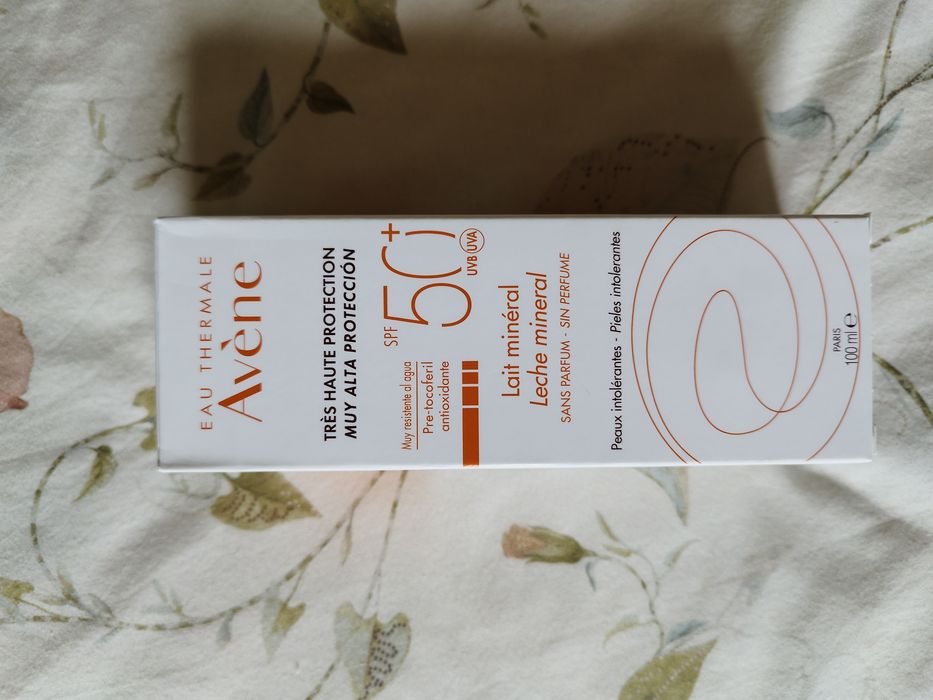 EAU THERMALE
Avène
TRÈS HAUTE PROTECTION
MUY ALTA PROTECCIÓN
SPF 50+
UVB UVA
Muy resistente al agua
Pre-tocoferil
antioxidante
Lait minéral
Leche mineral
SANS PARFUM - SIN PERFUME
Peaux intolérantes - Pieles intolerantes
PARIS
100 ml ℮